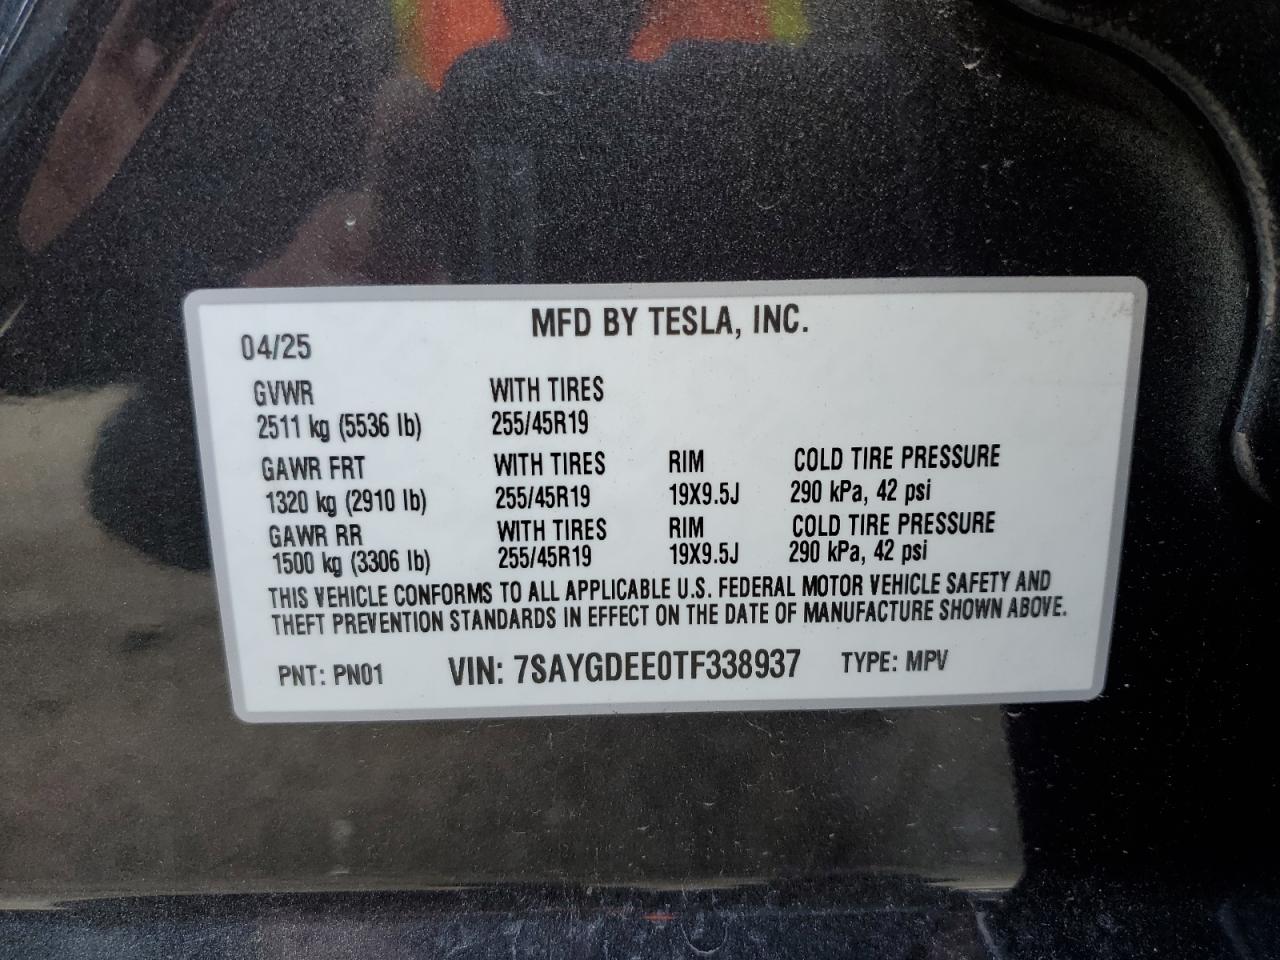 MFD BY TESLA, INC.
04/25
GVWR WITH TIRES
2511 kg (5536 lb) 255/45R19
GAWR FRT WITH TIRES RIM COLD TIRE PRESSURE
1320 kg (2910 lb) 255/45R19 19X9.5J 290 kPa, 42 psi
GAWR RR WITH TIRES RIM COLD TIRE PRESSURE
1500 kg (3306 lb) 255/45R19 19X9.5J 290 kPa, 42 psi
THIS VEHICLE CONFORMS TO ALL APPLICABLE U.S. FEDERAL MOTOR VEHICLE SAFETY AND
THEFT PREVENTION STANDARDS IN EFFECT ON THE DATE OF MANUFACTURE SHOWN ABOVE.
PNT: PN01 VIN: 7SAYGDEE0TF338937 TYPE: MPV